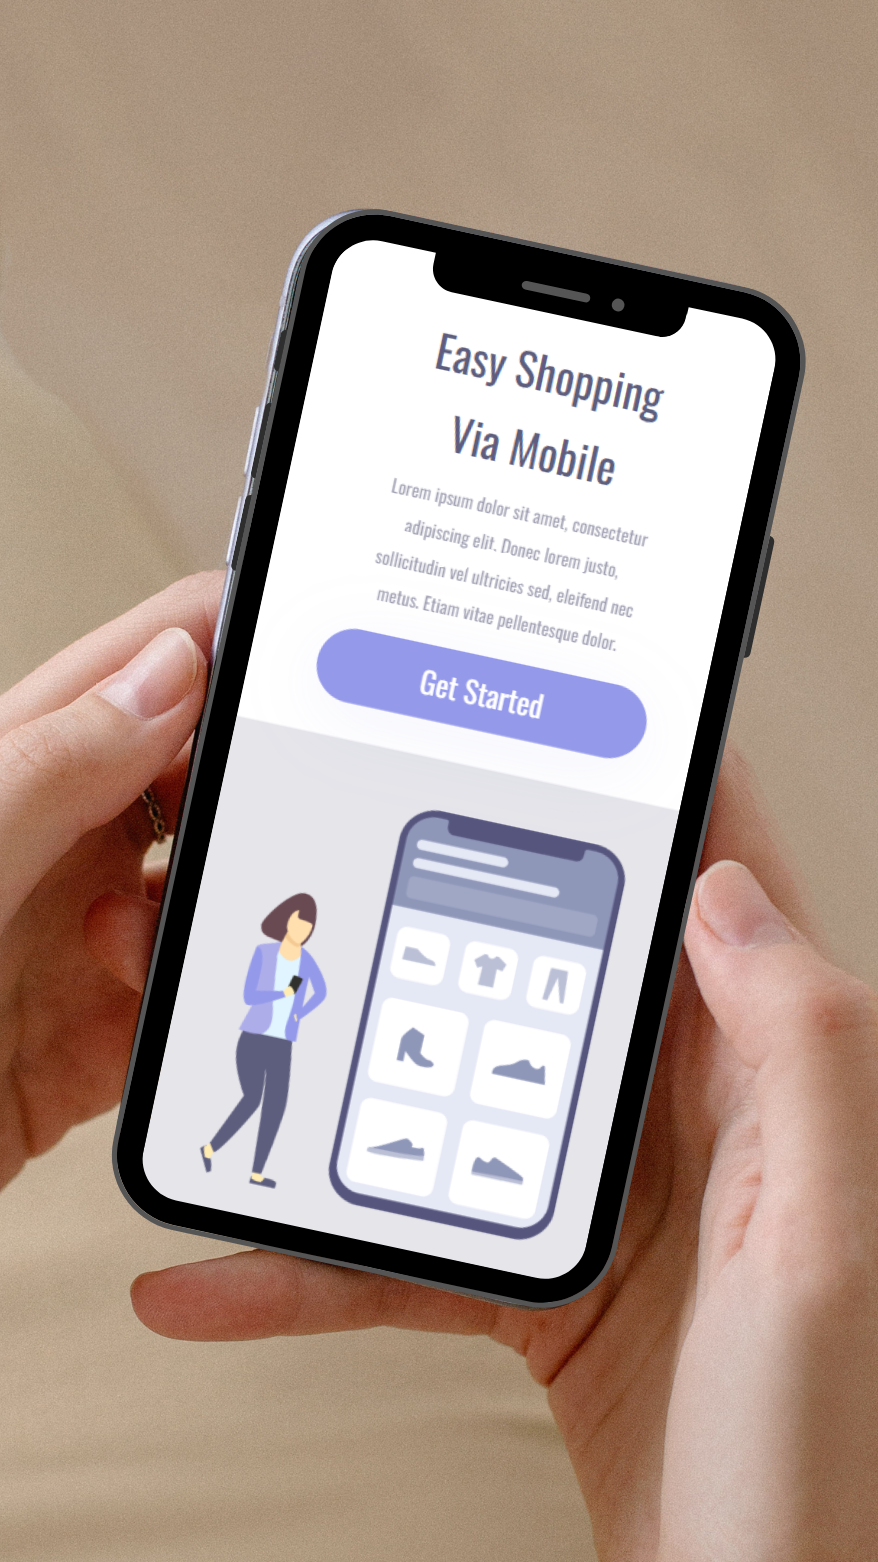 Easy Shopping
Via Mobile
Lorem ipsum dolor sit amet, consectetur
adipiscing elit. Donec lorem justo,
sollicitudin vel ultricies sed, eleifend nec
metus. Etiam vitae pellentesque dolor.
Get Started